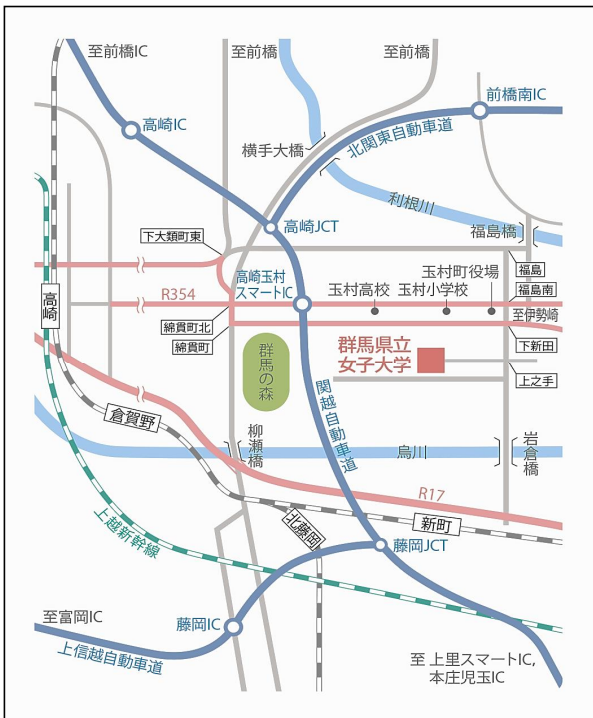 至前橋IC
至前橋
至前橋
前橋南IC
高崎IC
横手大橋
北関東自動車道
利根川
高崎JCT
福島橋
下大類町東
福島
高崎玉村
スマートIC
玉村町役場
玉村高校
玉村小学校
福島南
R354
高崎
至伊勢崎
綿貫町北
綿貫町
下新田
群馬の森
群馬県立
女子大学
上之手
関越自動車道
倉賀野
柳瀬橋
烏川
岩倉橋
R17
上越新幹線
北藤岡
新町
藤岡JCT
至富岡IC
藤岡IC
上信越自動車道
至 上里スマートIC,
本庄児玉IC